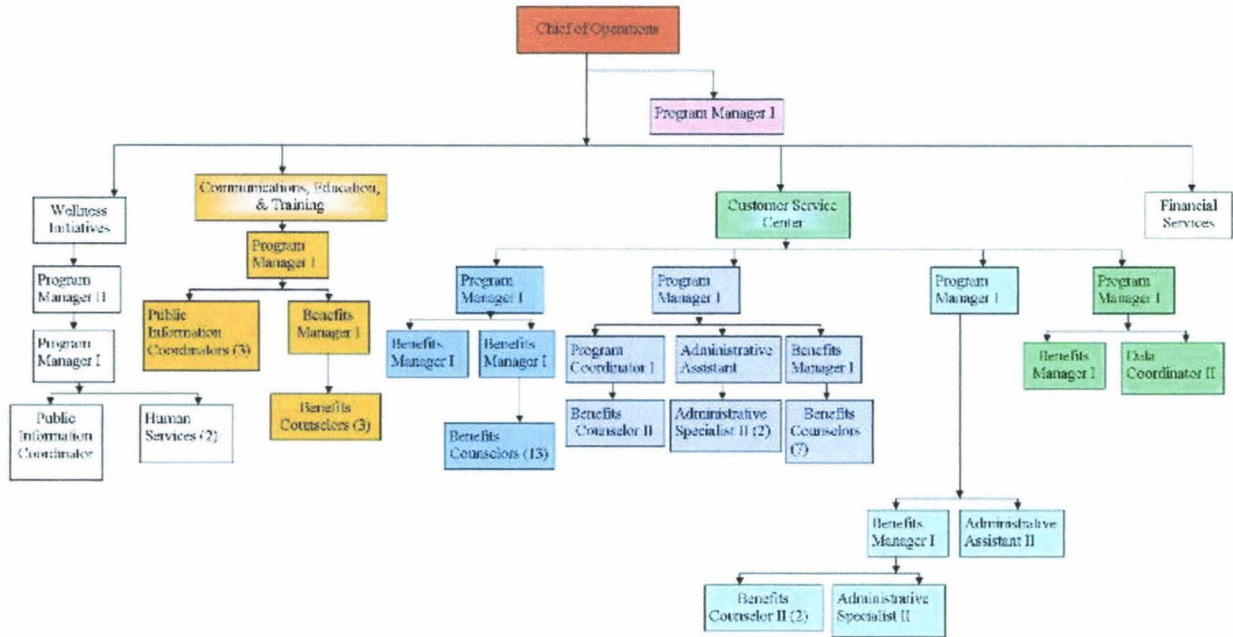 Chief of Operations
Program Manager I
Communications, Education,
& Training
Wellness
Initiatives
Customer Service
Center
Financial
Services
Program
Manager I
Program
Manager II
Program
Manager I
Program
Manager I
Program
Manager I
Program
Manager I
Public
Information
Coordinators (3)
Benefits
Manager I
Program
Manager I
Benefits
Manager I
Benefits
Manager I
Program
Coordinator I
Administrative
Assistant
Benefits
Manager I
Benefits
Manager I
Data
Coordinator II
Public
Information
Coordinator
Human
Services (2)
Benefits
Counselors (3)
Benefits
Counselors (13)
Benefits
Counselor II
Administrative
Specialist II (2)
Benefits
Counselors
(7)
Benefits
Manager I
Administrative
Assistant II
Benefits
Counselor II (2)
Administrative
Specialist II